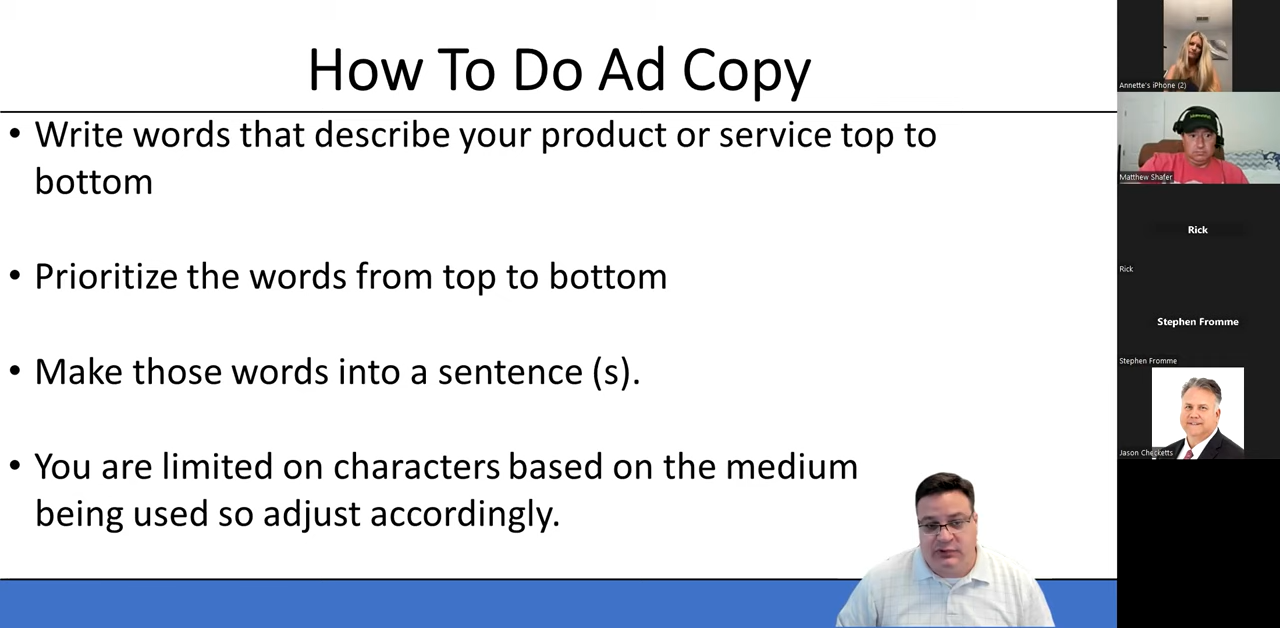 How To Do Ad Copy
• Write words that describe your product or service top to
bottom
• Prioritize the words from top to bottom
• Make those words into a sentence (s).
• You are limited on characters based on the medium
being used so adjust accordingly.
Annette's iPhone (2)
Matthew Shafer
Rick
Rick
Stephen Fromme
Stephen Fromme
Jason Checketts